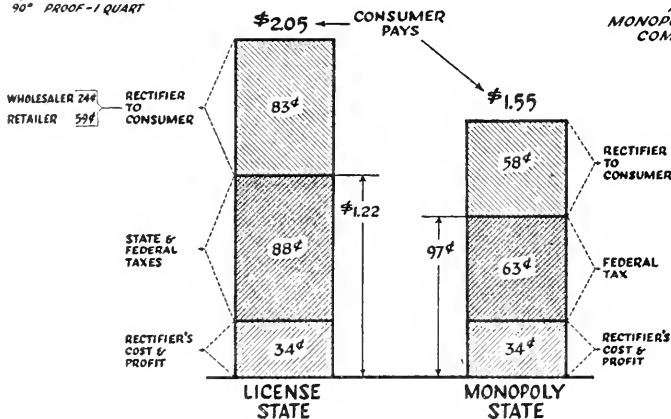 90° PROOF-1 QUART
MONOPO
COM
$2.05
CONSUMER
PAYS
$1.55
WHOLESALER 24¢
RETAILER 59¢
RECTIFIER
TO
CONSUMER
83¢
58¢
RECTIFIER
TO
CONSUMER
$1.22
STATE &
FEDERAL
TAXES
88¢
97¢
63¢
FEDERAL
TAX
RECTIFIER'S
COST &
PROFIT
34¢
34¢
RECTIFIER'S
COST &
PROFIT
LICENSE
STATE
MONOPOLY
STATE